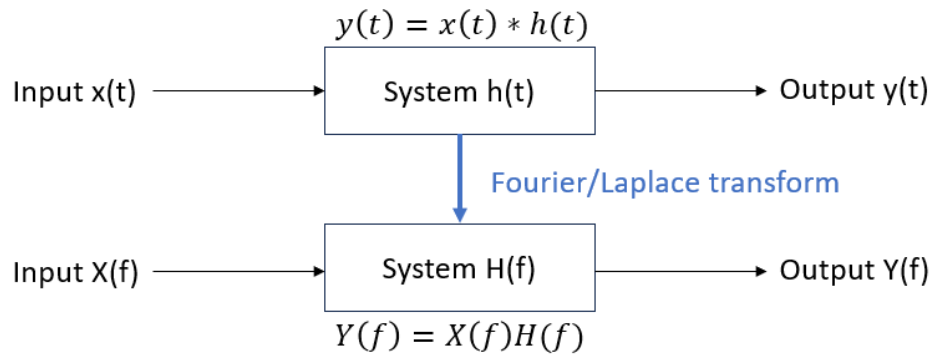 y(t) = x(t) ∗ h(t)
Input x(t) System h(t) Output y(t)
Fourier/Laplace transform
Input X(f) System H(f) Output Y(f)
Y(f) = X(f)H(f)